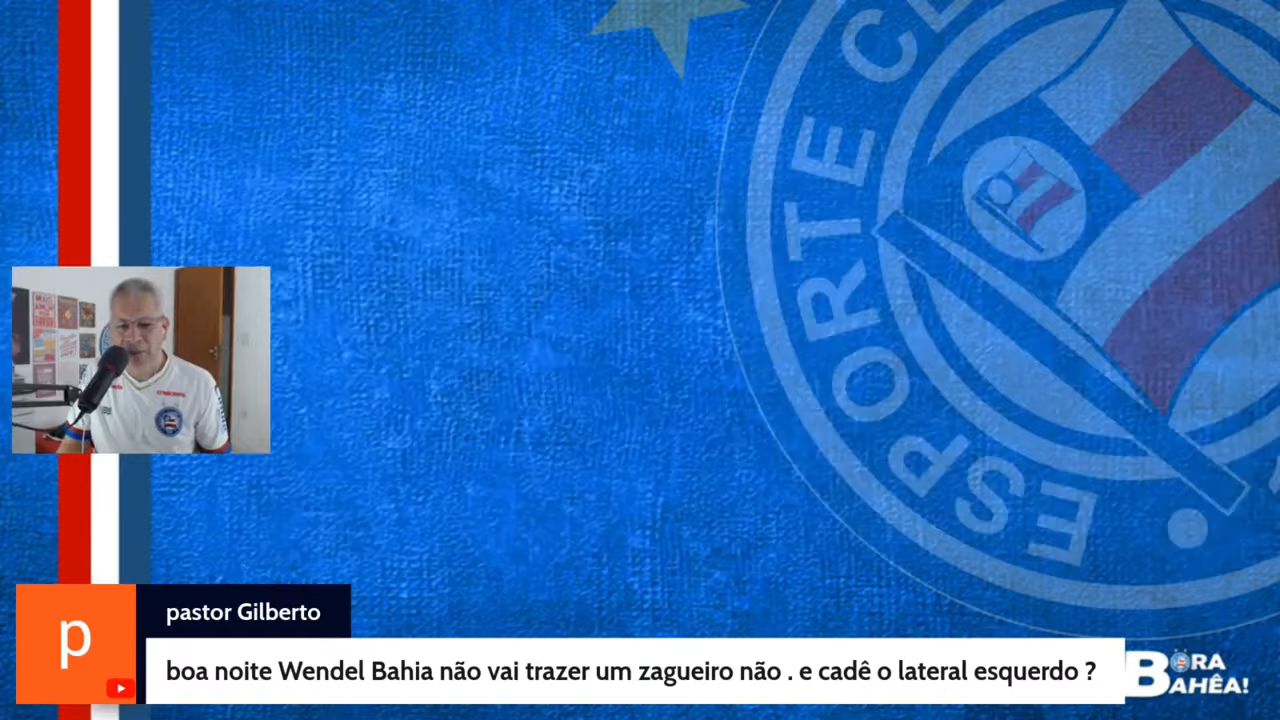 ESPORTE CL
pastor Gilberto
p
boa noite Wendel Bahia não vai trazer um zagueiro não . e cadê o lateral esquerdo ?
BORA
BAHÊA!